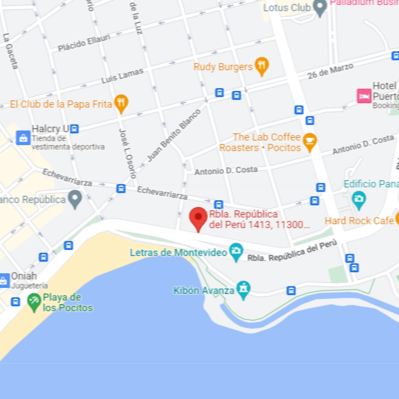 Palladium Busin
Lotus Club
de la Luz
La Gaceta
Plácido Ellauri
Rudy Burgers
26 de Marzo
Luis Lamas
Hotel
Puerto
Booking
El Club de la Papa Frita
Juan Benito Blanco
Halcry U
Tienda de
vestimenta deportiva
José L.Osorio
The Lab Coffee
Roasters • Pocitos
Antonio D. Costa
Echevarriarza
Antonio D. Costa
Echevarriarza
Edificio Pana
anco República
Rbla. República
del Perú 1413, 11300...
Hard Rock Cafe
Letras de Montevideo
Rbla. República del Perú
Oniah
Juguetería
Kibón Avanza
Playa de
los Pocitos